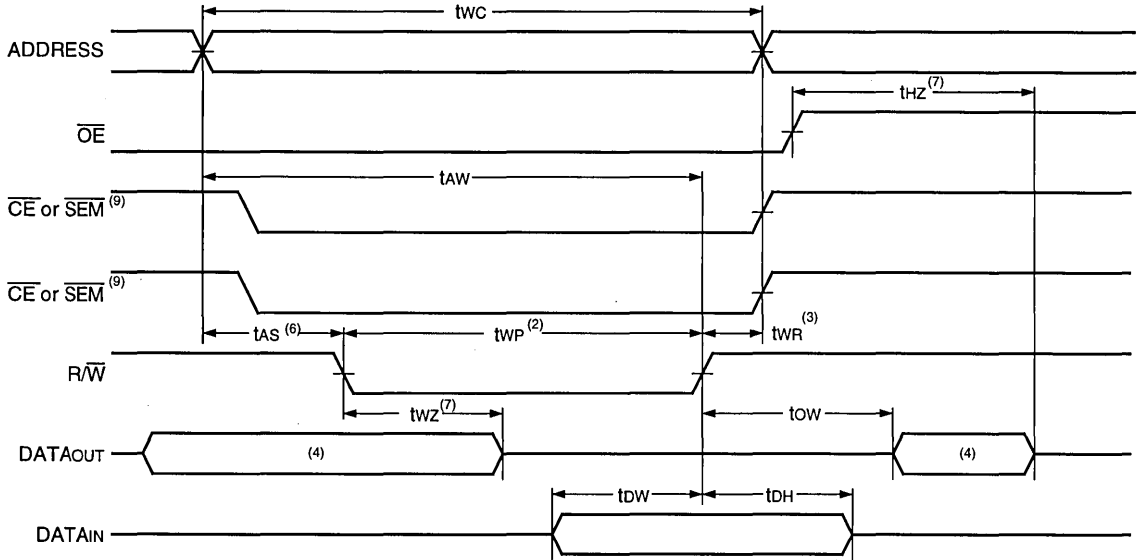 tWC
ADDRESS
tHZ(7)
OE
tAW
CE or SEM(9)
CE or SEM(9)
tAS(6) tWP(2) tWR(3)
R/W
tWZ(7) tOW
DATAOUT (4) (4)
tDW tDH
DATAIN